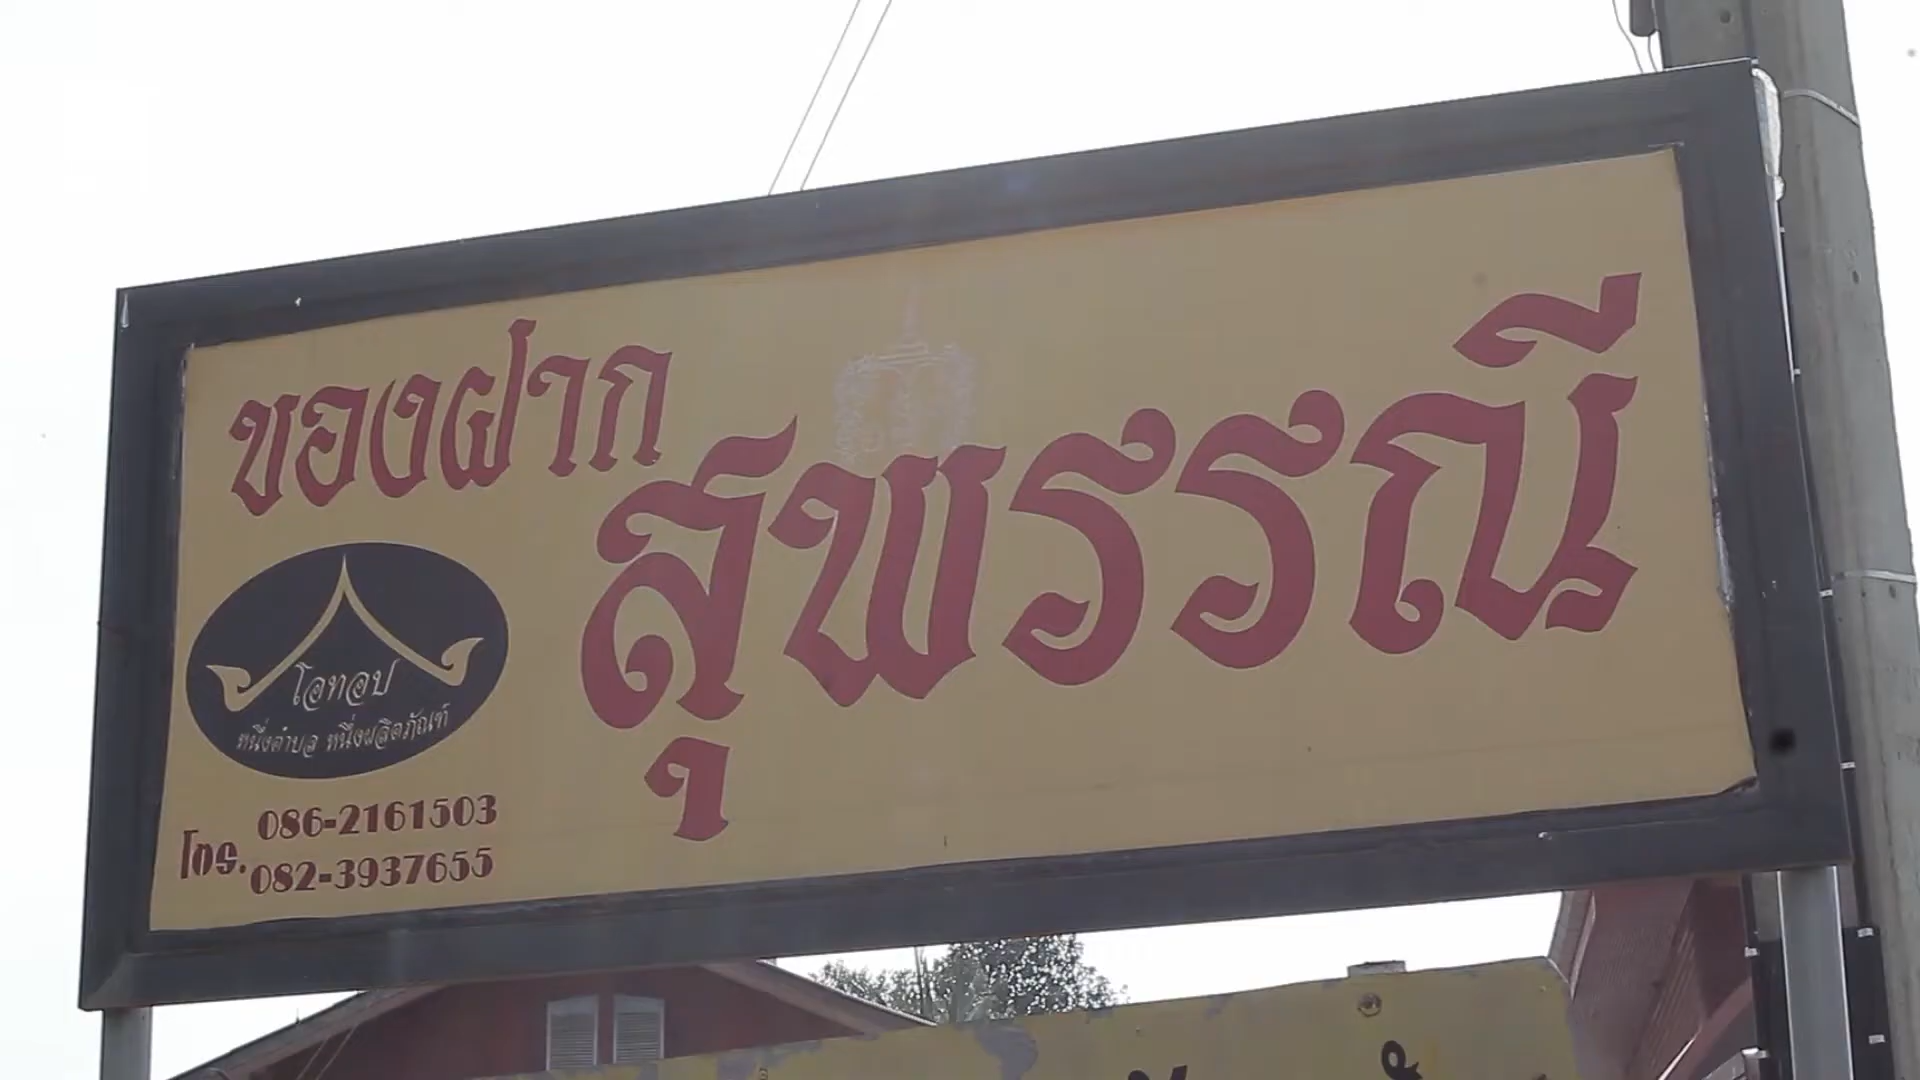 ของฝาก
สุพรรณี
โอทอป
หนึ่งตำบล หนึ่งผลิตภัณฑ์
โทร. 086-2161503
082-3937655